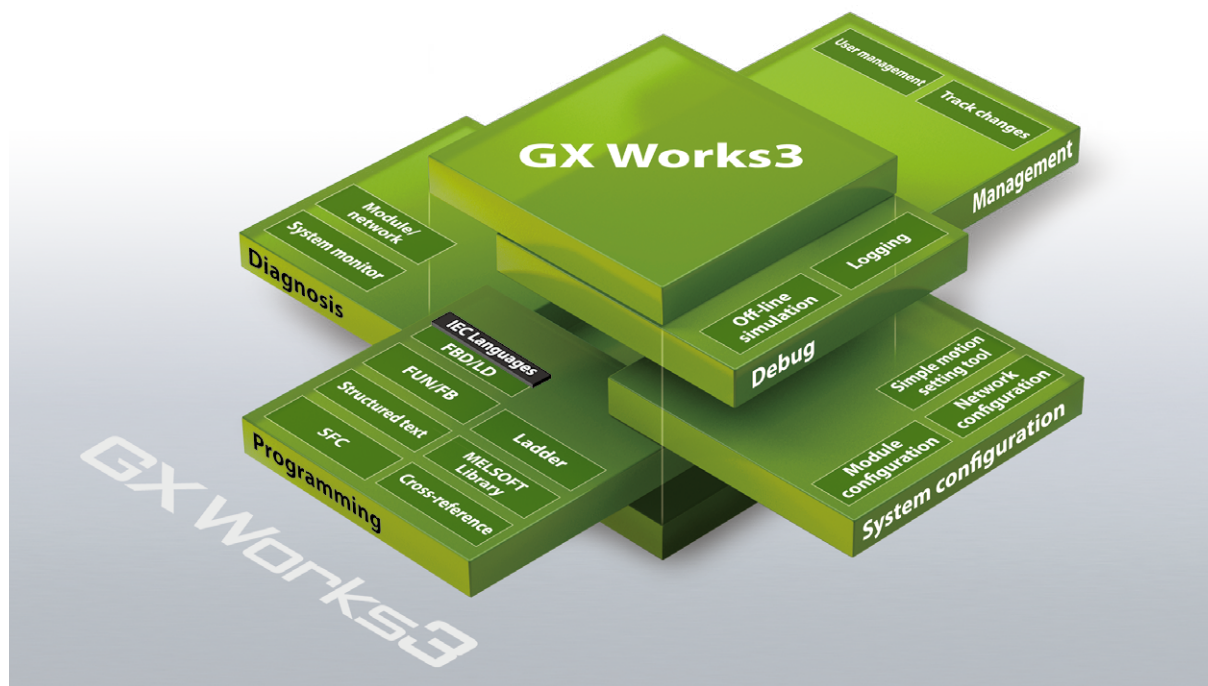 GX Works3
User management
Track changes
Management
Module/
network
System monitor
Diagnosis
Logging
Off-line
simulation
Debug
IEC Languages
FBD/LD
FUN/FB
Structured text
SFC
Ladder
MELSOFT
Library
Cross-reference
Programming
Simple motion
setting tool
Network
configuration
Module
configuration
System configuration
GX Works3